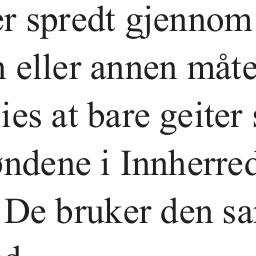 er spredt gjennom
eller annen måte
ies at bare geiter
øndene i Innherred
De bruker den sa